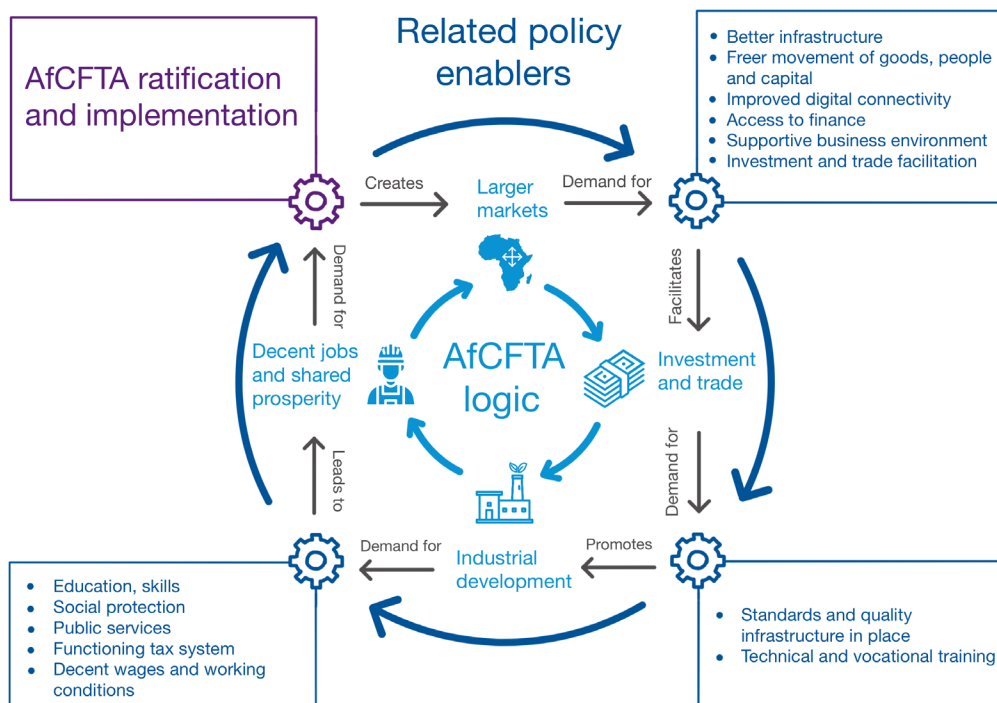 AfCFTA ratification
and implementation
Related policy
enablers
• Better infrastructure
• Freer movement of goods, people
and capital
• Improved digital connectivity
• Access to finance
• Supportive business environment
• Investment and trade facilitation
Creates
Larger
markets
Demand for
Demand for
Facilitates
Decent jobs
and shared
prosperity
AfCFTA
logic
Investment
and trade
Leads to
Demand for
Demand for
Industrial
development
Promotes
• Education, skills
• Social protection
• Public services
• Functioning tax system
• Decent wages and working
conditions
• Standards and quality
infrastructure in place
• Technical and vocational training